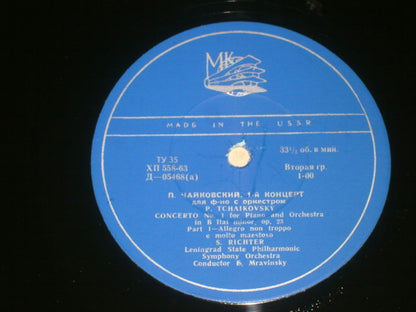 MK
MADE IN THE USSR
ТУ 35
ХП 558-63
Д—05468(а)
33⅓ об. в мин.
Вторая гр.
1-00
П. ЧАЙКОВСКИЙ. 1-й КОНЦЕРТ
для ф-но с оркестром
P. TCHAIKOVSKY
CONCERTO No. 1 for Piano and Orchestra
in B flat minor, op. 23
Part 1—Allegro non troppo
e molto maestoso
S. RICHTER
Leningrad State Philharmonic
Symphony Orchestra
Conductor E. Mravinsky